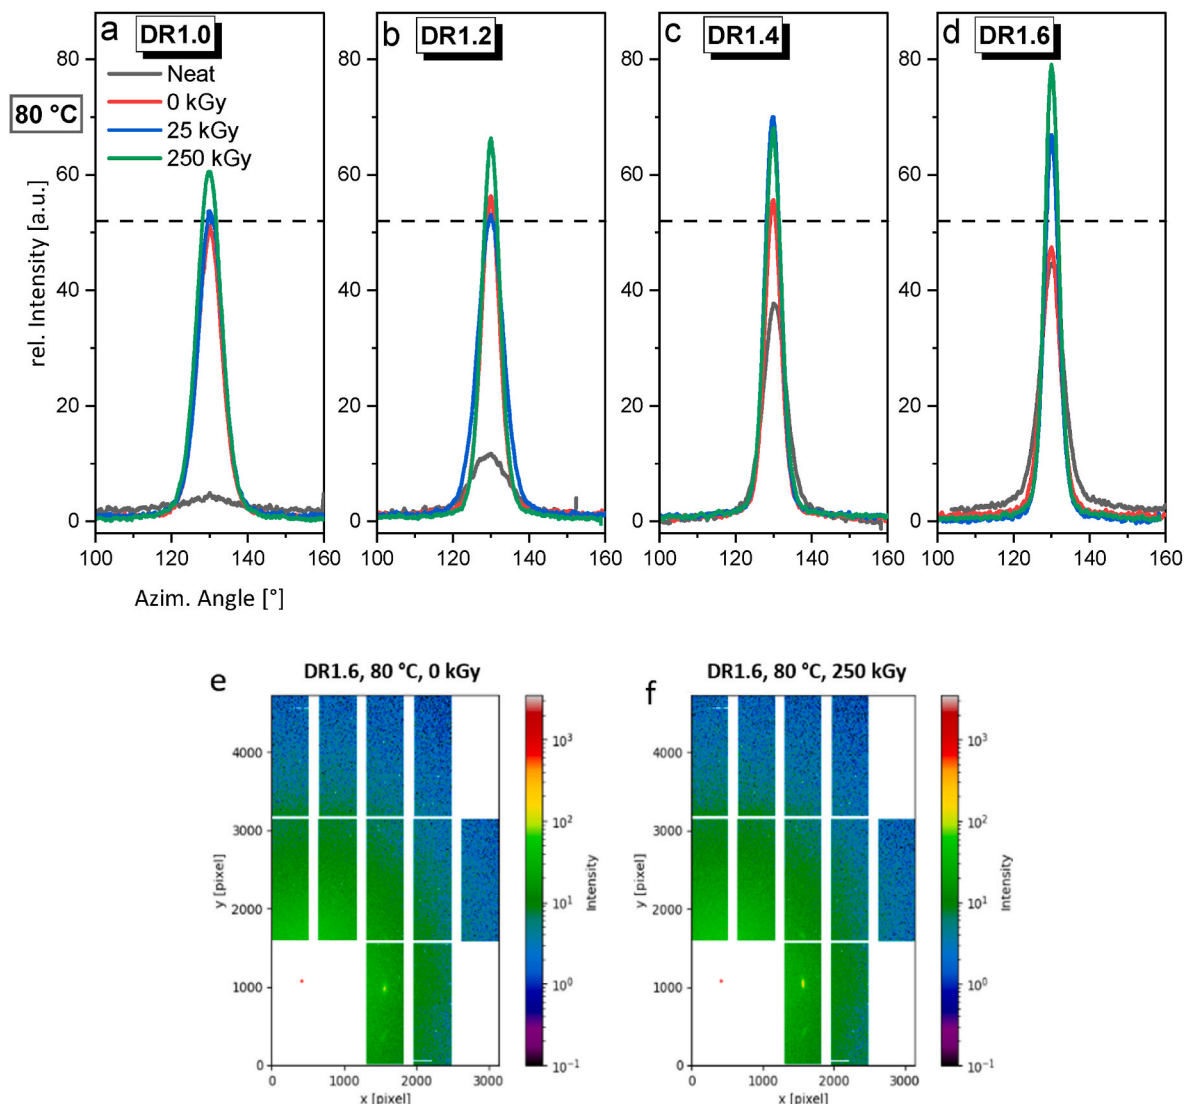 a DR1.0
b DR1.2
c DR1.4
d DR1.6
80 °C
Neat
0 kGy
25 kGy
250 kGy
rel. Intensity [a.u.]
80
60
40
20
0
100 120 140 160
80
60
40
20
0
100 120 140 160
80
60
40
20
0
100 120 140 160
80
60
40
20
0
100 120 140 160
Azim. Angle [°]
e DR1.6, 80 °C, 0 kGy
y [pixel]
4000
3000
2000
1000
0
0 1000 2000 3000
x [pixel]
10³
10²
10¹
10⁰
10⁻¹
Intensity
f DR1.6, 80 °C, 250 kGy
y [pixel]
4000
3000
2000
1000
0
0 1000 2000 3000
x [pixel]
10³
10²
10¹
10⁰
10⁻¹
Intensity